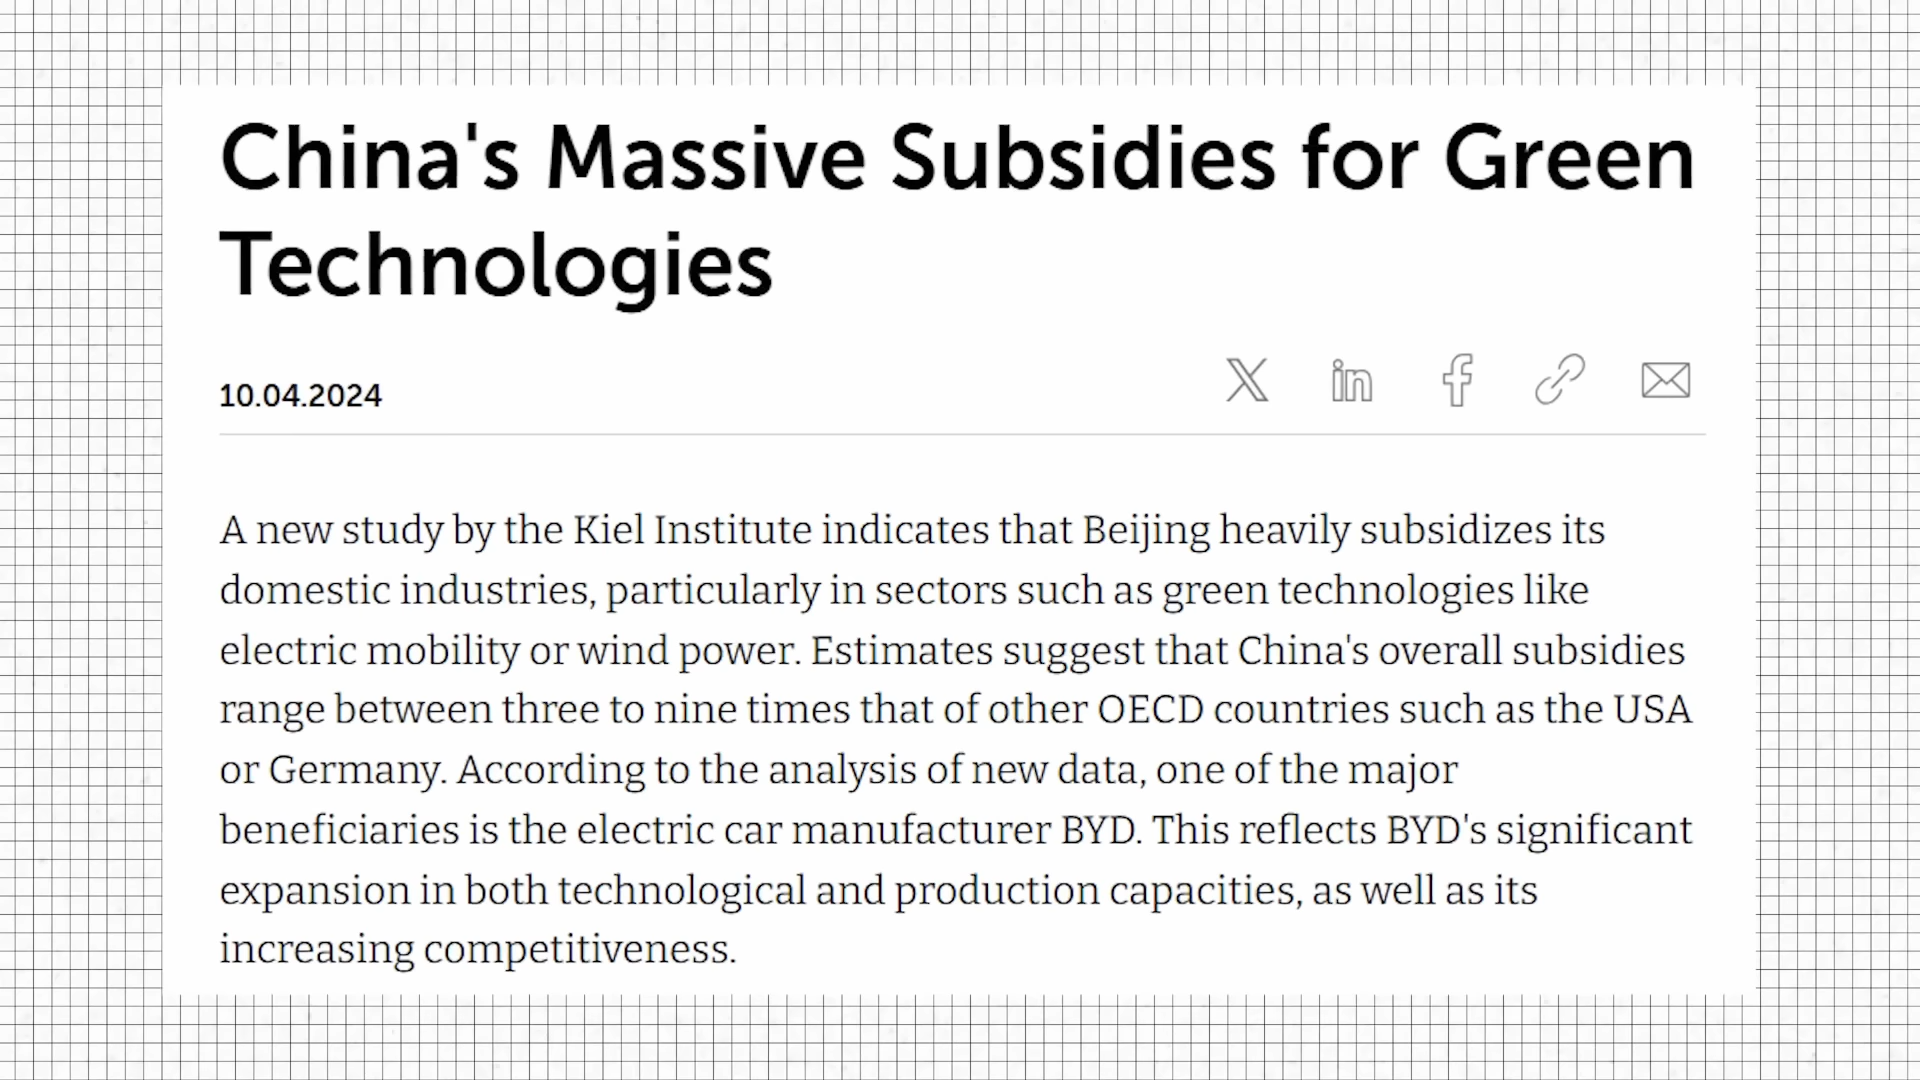 China's Massive Subsidies for Green
Technologies
10.04.2024
A new study by the Kiel Institute indicates that Beijing heavily subsidizes its
domestic industries, particularly in sectors such as green technologies like
electric mobility or wind power. Estimates suggest that China's overall subsidies
range between three to nine times that of other OECD countries such as the USA
or Germany. According to the analysis of new data, one of the major
beneficiaries is the electric car manufacturer BYD. This reflects BYD's significant
expansion in both technological and production capacities, as well as its
increasing competitiveness.